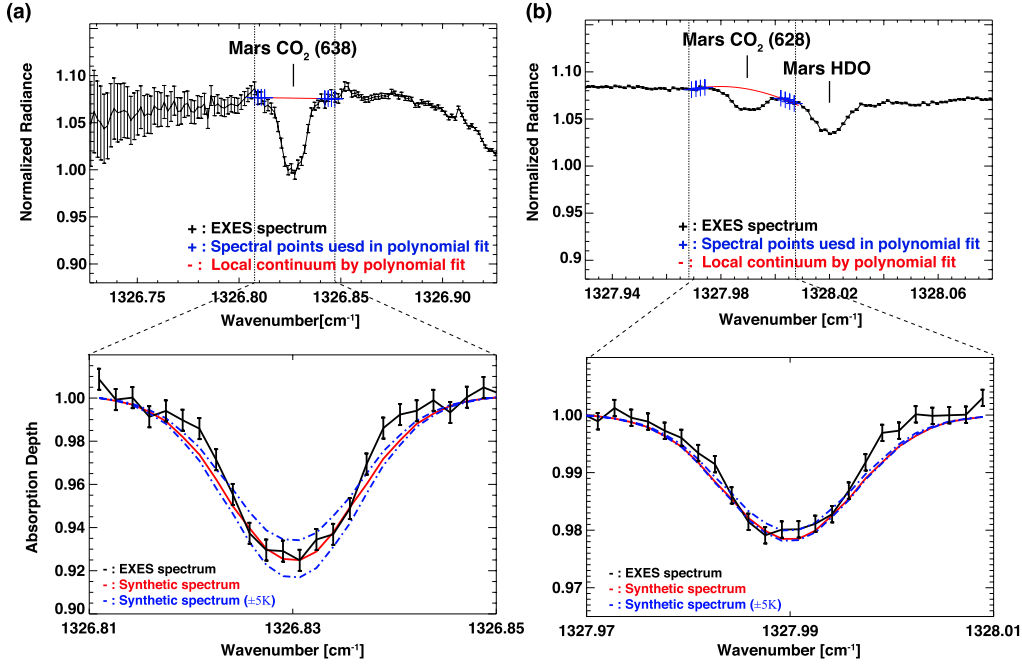 (a)
Mars CO₂ (638)
Normalized Radiance
1.10
1.05
1.00
0.95
0.90
+ : EXES spectrum
+ : Spectral points uesd in polynomial fit
- : Local continuum by polynomial fit
1326.75 1326.80 1326.85 1326.90
Wavenumber[cm⁻¹]
Absorption Depth
1.00
0.98
0.96
0.94
0.92
0.90
- : EXES spectrum
- : Synthetic spectrum
- : Synthetic spectrum (±5K)
1326.81 1326.83 1326.85
Wavenumber [cm⁻¹]
(b)
Mars CO₂ (628)
Mars HDO
Normalized Radiance
1.10
1.05
1.00
0.95
0.9
+ : EXES spectrum
+ : Spectral points uesd in polynomial fit
- : Local continuum by polynomial fit
1327.94 1327.98 1328.02 1328.06
Wavenumber [cm⁻¹]
1.00
0.99
0.98
0.97
- : EXES spectrum
- : Synthetic spectrum
- : Synthetic spectrum (±5K)
1327.97 1327.99 1328.01
Wavenumber [cm⁻¹]